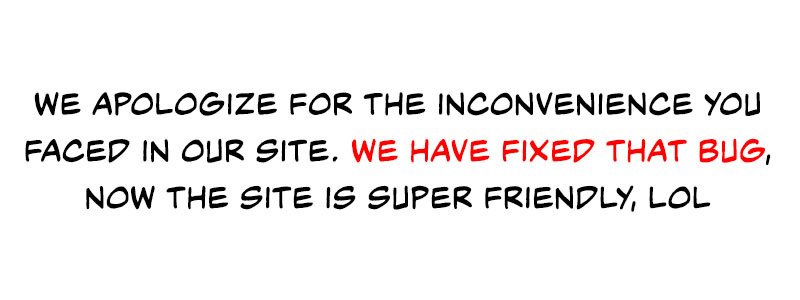 WE APOLOGIZE FOR THE INCONVENIENCE YOU
FACED IN OUR SITE. WE HAVE FIXED THAT BUG,
NOW THE SITE IS SUPER FRIENDLY, LOL